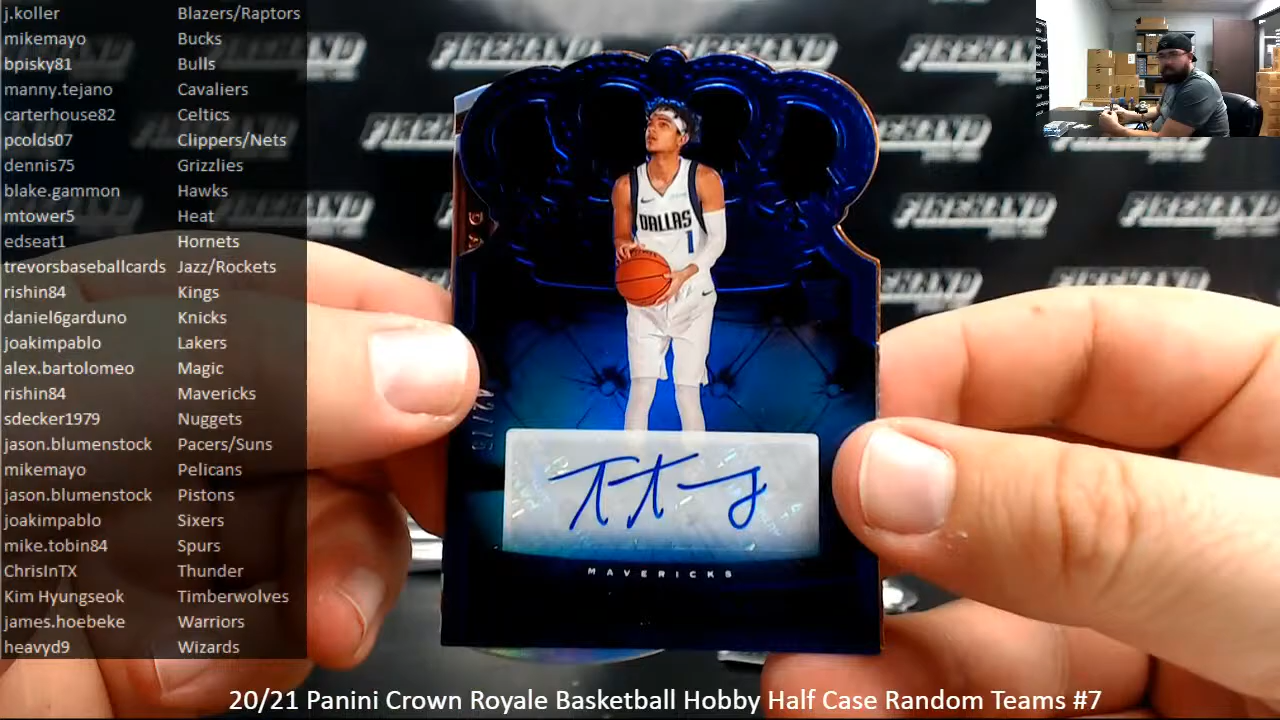 j.koller Blazers/Raptors
mikemayo Bucks
bpisky81 Bulls
manny.tejano Cavaliers
carterhouse82 Celtics
pcolds07 Clippers/Nets
dennis75 Grizzlies
blake.gammon Hawks
mtower5 Heat
edseat1 Hornets
trevorsbaseballcards Jazz/Rockets
rishin84 Kings
daniel6garduno Knicks
joakimpablo Lakers
alex.bartolomeo Magic
rishin84 Mavericks
sdecker1979 Nuggets
jason.blumenstock Pacers/Suns
mikemayo Pelicans
jason.blumenstock Pistons
joakimpablo Sixers
mike.tobin84 Spurs
ChrisInTX Thunder
Kim Hyungseok Timberwolves
james.hoebeke Warriors
heavyd9 Wizards
FIREHAND
DALLAS
1
MAVERICKS
20/21 Panini Crown Royale Basketball Hobby Half Case Random Teams #7